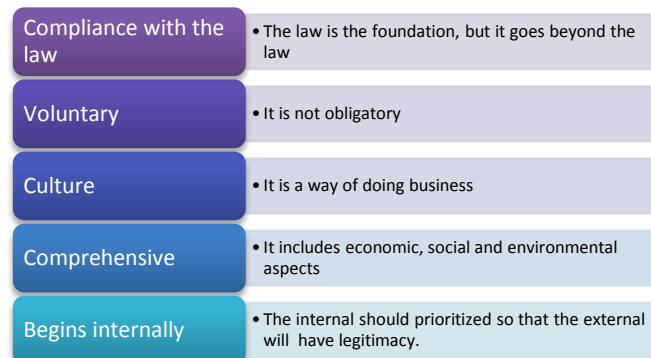 Compliance with the
law
• The law is the foundation, but it goes beyond the
law
Voluntary
• It is not obligatory
Culture
• It is a way of doing business
Comprehensive
• It includes economic, social and environmental
aspects
Begins internally
• The internal should prioritized so that the external
will have legitimacy.